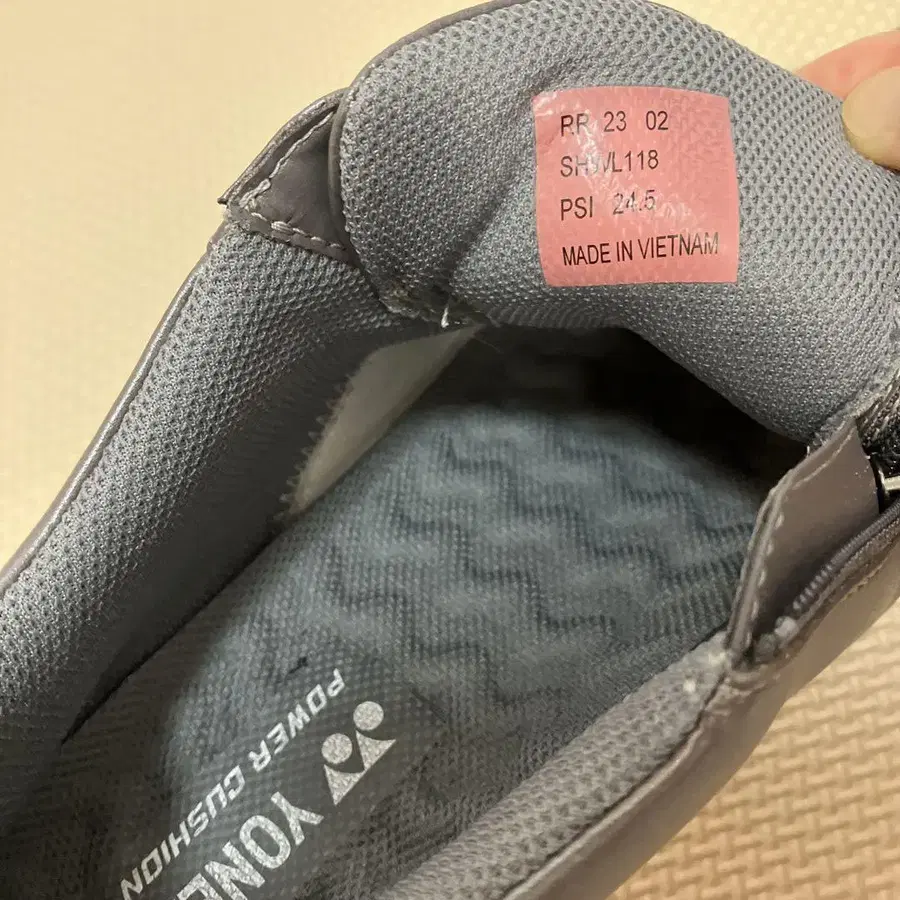 RR 23 02
SHWL118
PSI 24.5
MADE IN VIETNAM
POWER CUSHION